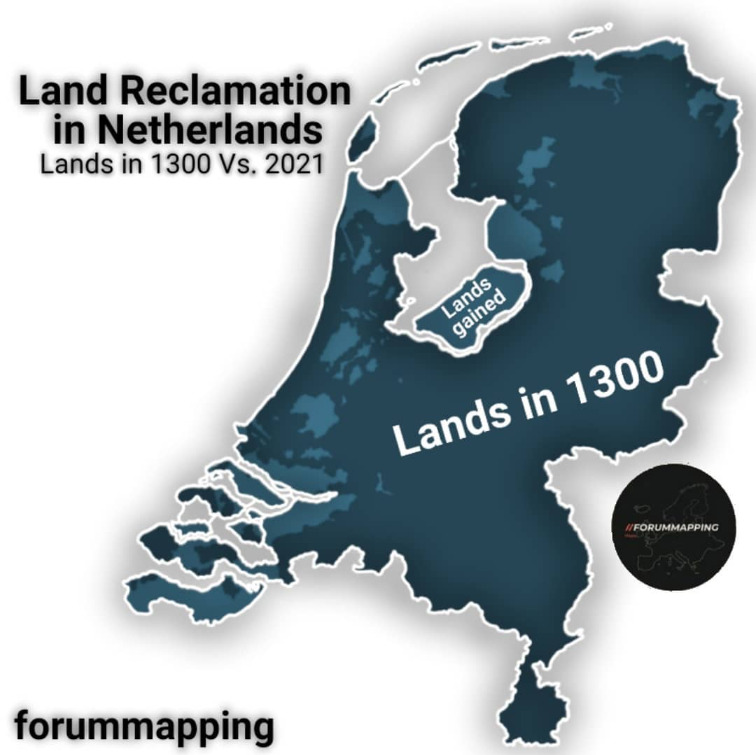 Land Reclamation
in Netherlands
Lands in 1300 Vs. 2021
Lands
gained
Lands in 1300
//FORUMMAPPING
forummapping